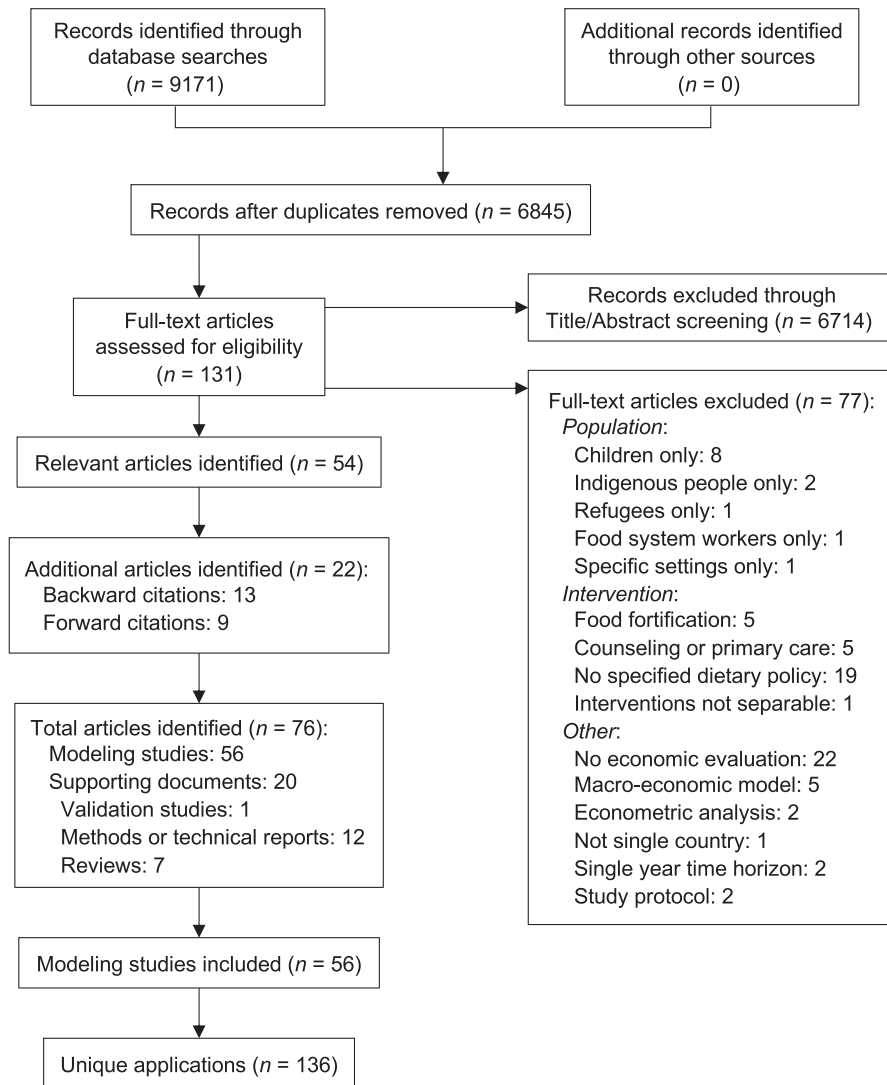 Records identified through
database searches
(n = 9171)
Additional records identified
through other sources
(n = 0)
Records after duplicates removed (n = 6845)
Full-text articles
assessed for eligibility
(n = 131)
Records excluded through
Title/Abstract screening (n = 6714)
Full-text articles excluded (n = 77):
Population:
Children only: 8
Indigenous people only: 2
Refugees only: 1
Food system workers only: 1
Specific settings only: 1
Intervention:
Food fortification: 5
Counseling or primary care: 5
No specified dietary policy: 19
Interventions not separable: 1
Other:
No economic evaluation: 22
Macro-economic model: 5
Econometric analysis: 2
Not single country: 1
Single year time horizon: 2
Study protocol: 2
Relevant articles identified (n = 54)
Additional articles identified (n = 22):
Backward citations: 13
Forward citations: 9
Total articles identified (n = 76):
Modeling studies: 56
Supporting documents: 20
Validation studies: 1
Methods or technical reports: 12
Reviews: 7
Modeling studies included (n = 56)
Unique applications (n = 136)